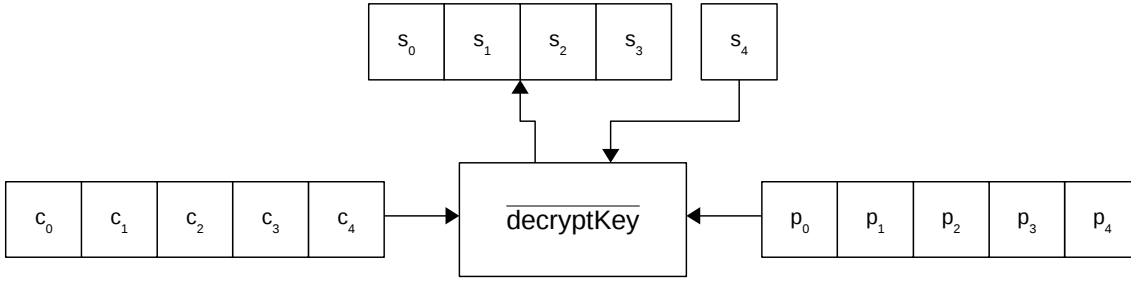 s₀ s₁ s₂ s₃ s₄
c₀ c₁ c₂ c₃ c₄ decryptKey p₀ p₁ p₂ p₃ p₄